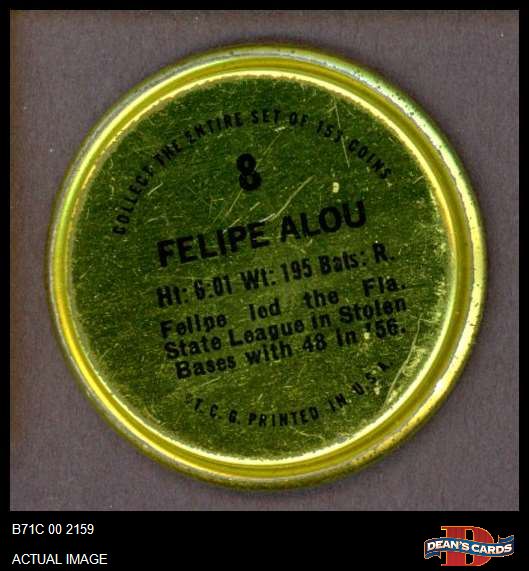 COLLECT THE ENTIRE SET OF 153 COINS
8
FELIPE ALOU
Ht: 6:01 Wt: 195 Bats: R.
Felipe led the Fla.
State League in Stolen
Bases with 48 in '56.
©T.C.G. PRINTED IN U.S.A.
B71C 00 2159
ACTUAL IMAGE
D
DEAN'S CARDS